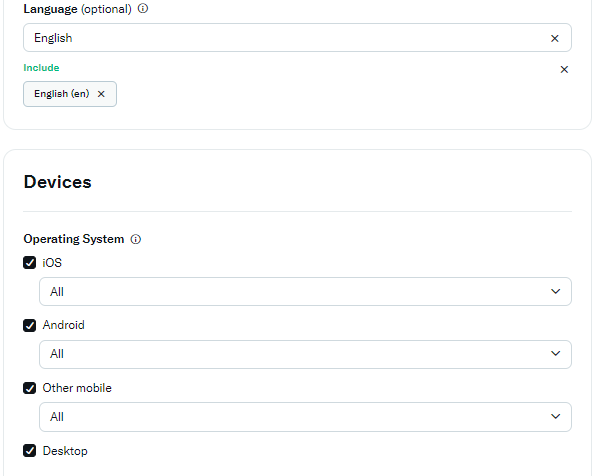 Language (optional)
English
Include
English (en)
Devices
Operating System
iOS
All
Android
All
Other mobile
All
Desktop